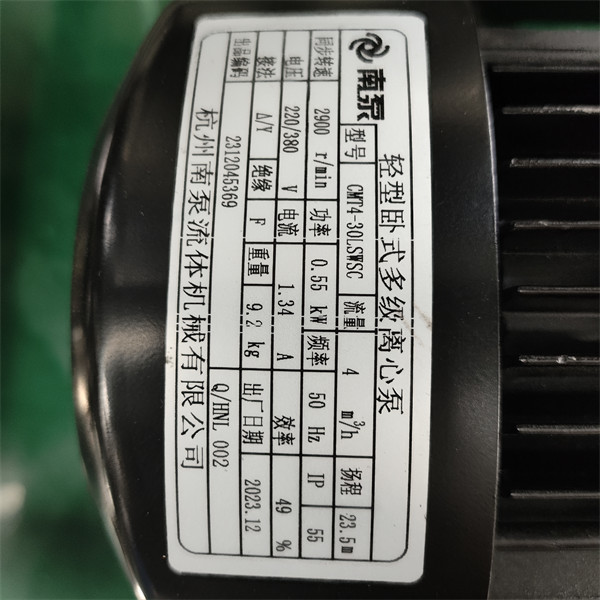 南泵
轻型卧式多级离心泵
型号 CMT4-30LSWSC 流量 4 m³/h 扬程 23.5m
同步转速 2900 r/min 功率 0.55 kW 频率 50 Hz IP 55
电压 220/380 V 电流 1.34 A 效率 49 %
接法 Δ/Y 绝缘 F 重量 9.2 kg 出厂日期 2023.12
出品编码 2312045369 Q/HNL 002
杭州南泵流体机械有限公司